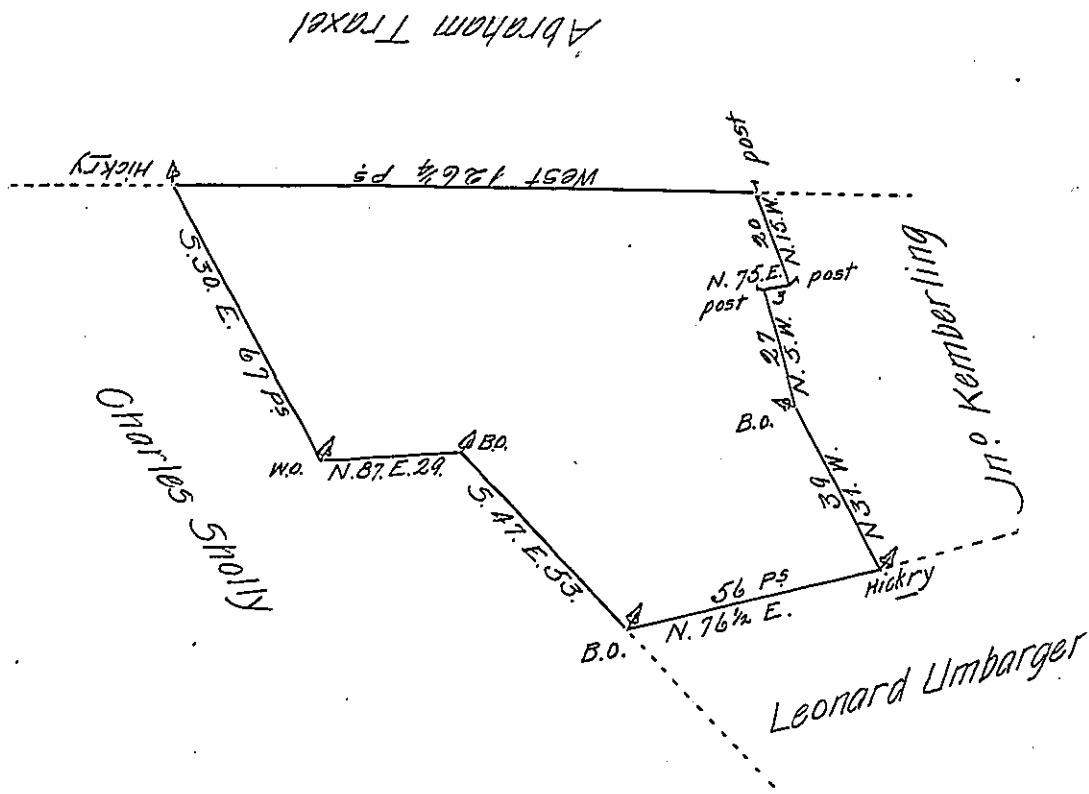 Abraham Traxel
post
Hickry
West 126¼ Ps
20
N.15.W.
N. 75.E. 3
post
post
27
N. 5. W.
Jno. Kemberling
S.30. E. 67 Ps
B.O.
Charles Sholly
W.O.
N.87. E.29.
B.O.
39
N 31. W.
S. 47. E. 53.
56 Ps
N. 76½ E.
Hickry
B.O.
Leonard Umbarger